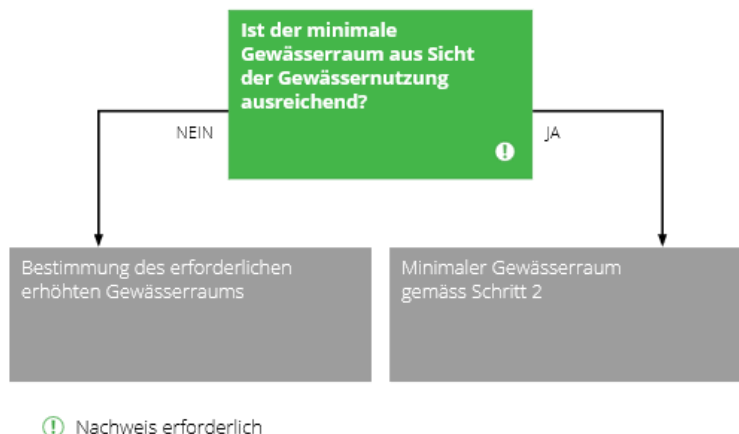 Ist der minimale
Gewässerraum aus Sicht
der Gewässernutzung
ausreichend?
NEIN
JA
Bestimmung des erforderlichen
erhöhten Gewässerraums
Minimaler Gewässerraum
gemäss Schritt 2
Nachweis erforderlich